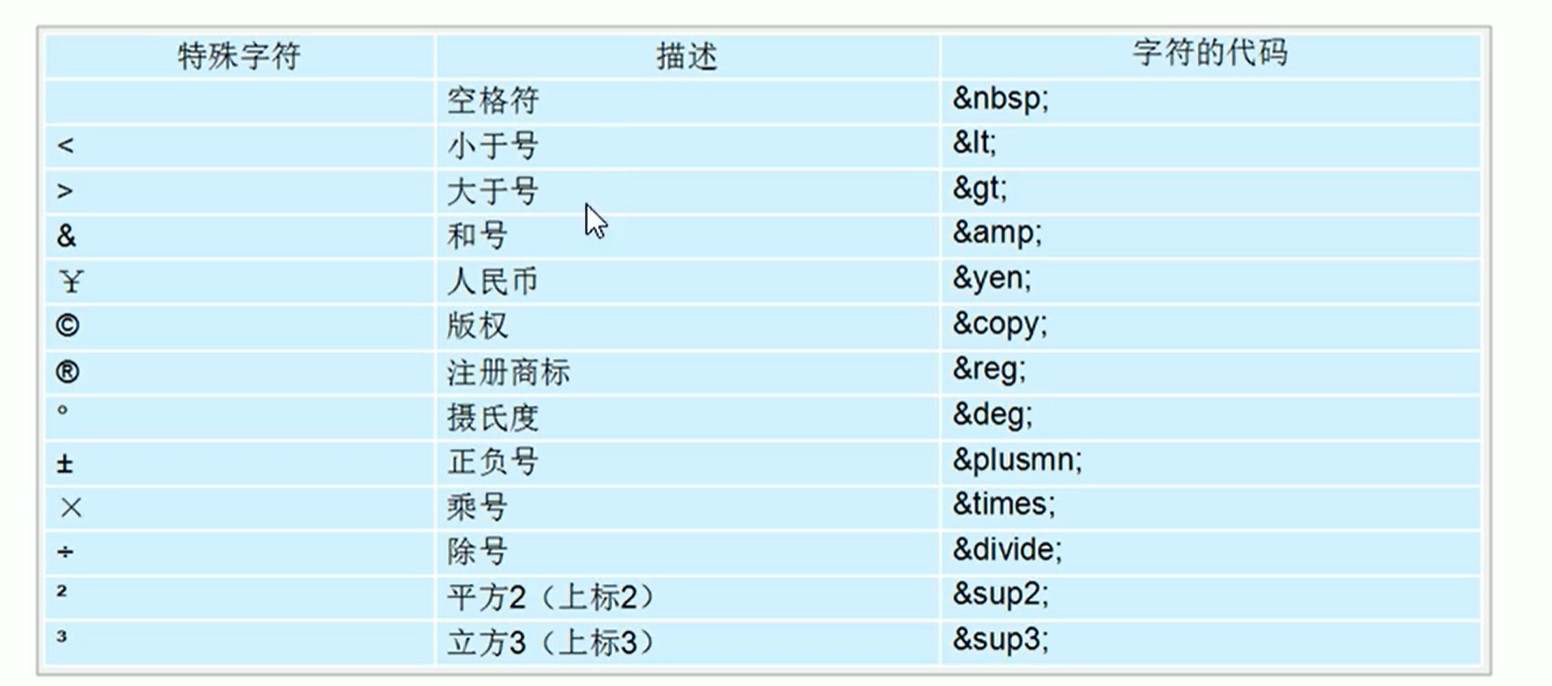 特殊字符 描述 字符的代码
空格符 &nbsp;
< 小于号 &lt;
> 大于号 &gt;
& 和号 &amp;
¥ 人民币 &yen;
© 版权 &copy;
® 注册商标 &reg;
° 摄氏度 &deg;
± 正负号 &plusmn;
× 乘号 &times;
÷ 除号 &divide;
² 平方2（上标2） &sup2;
³ 立方3（上标3） &sup3;